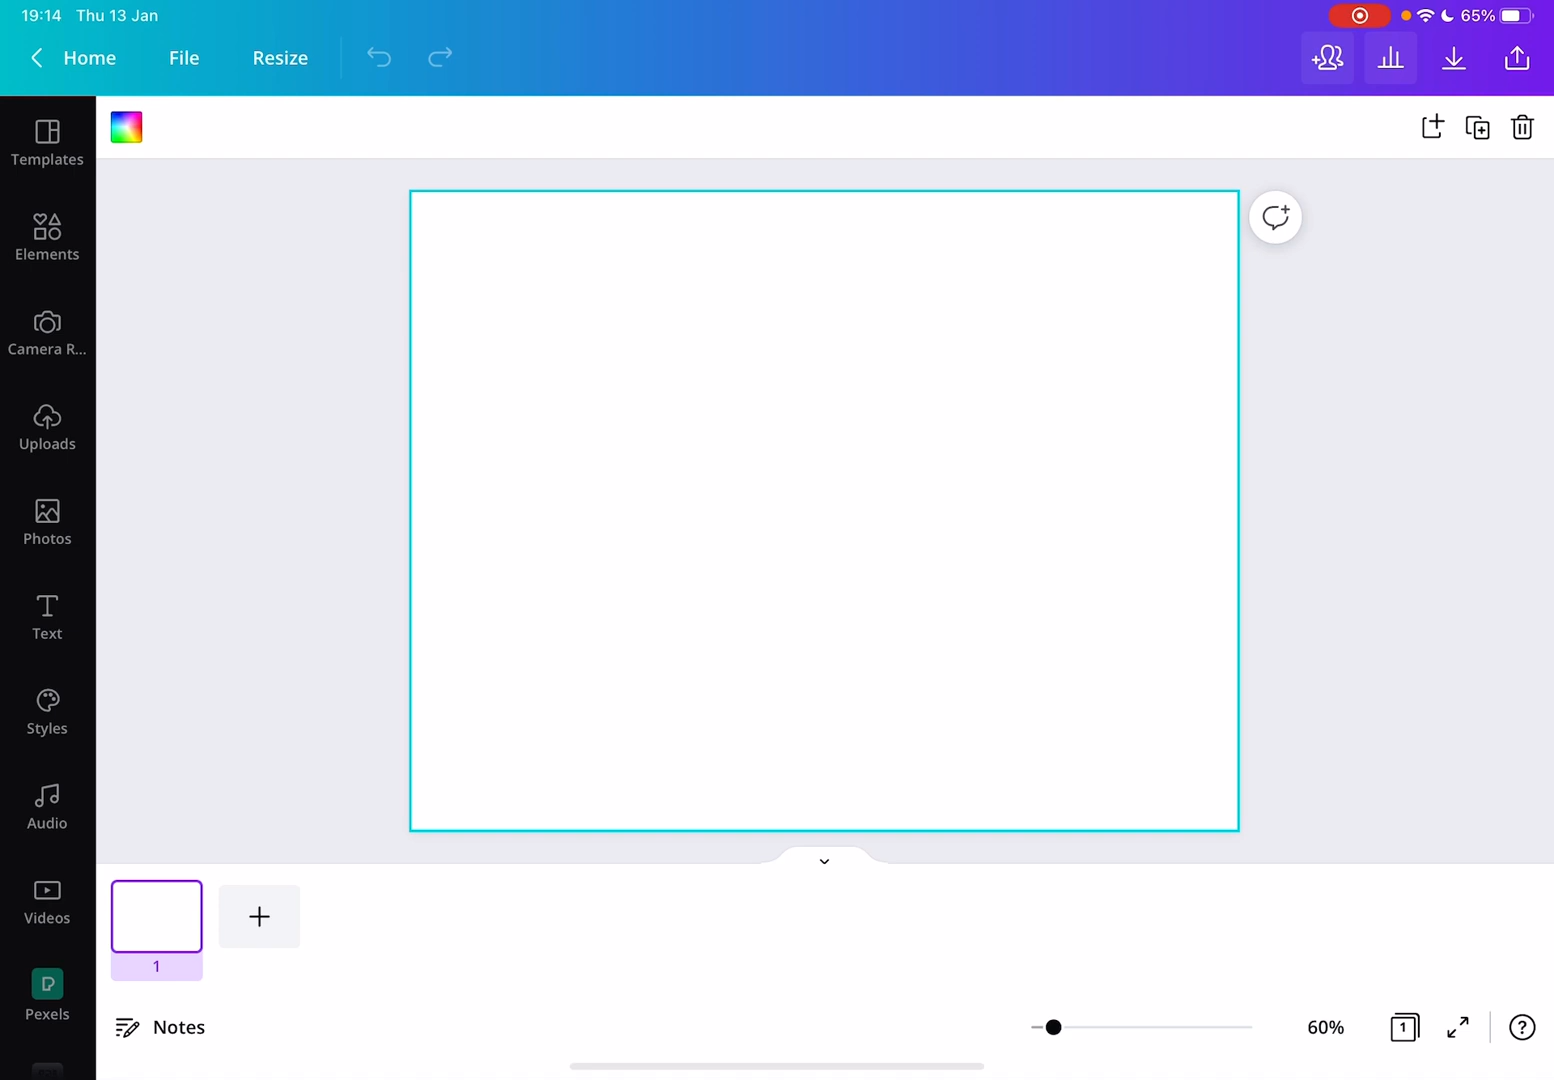 19:14 Thu 13 Jan
65%
Home File Resize
Templates
Elements
Camera R...
Uploads
Photos
Text
Styles
Audio
Videos
Pexels
1
Notes
60%
1